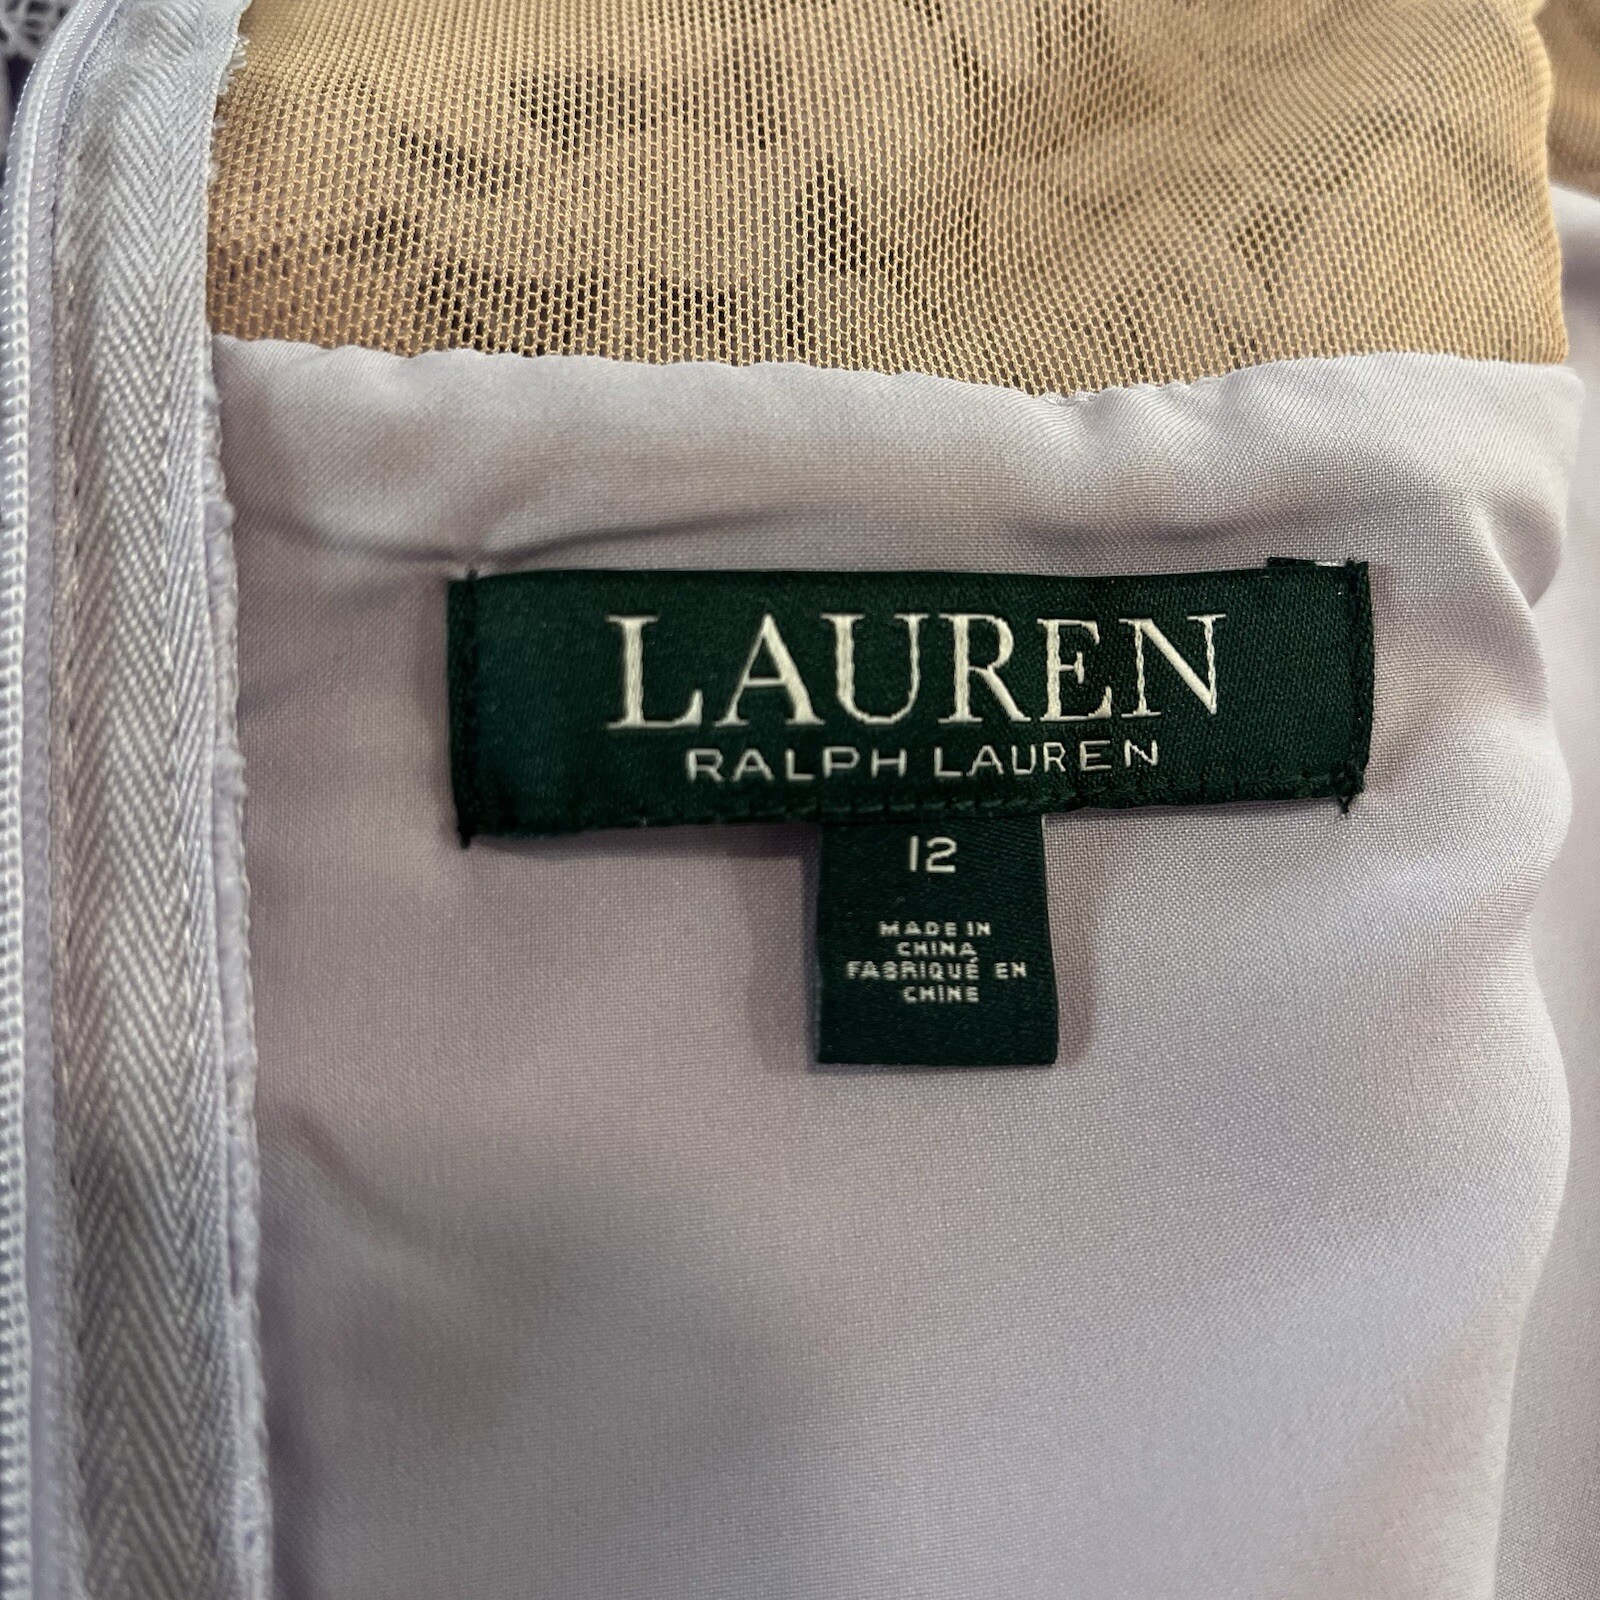 LAUREN
RALPH LAUREN
12
MADE IN
CHINA
FABRIQUÉ EN
CHINE